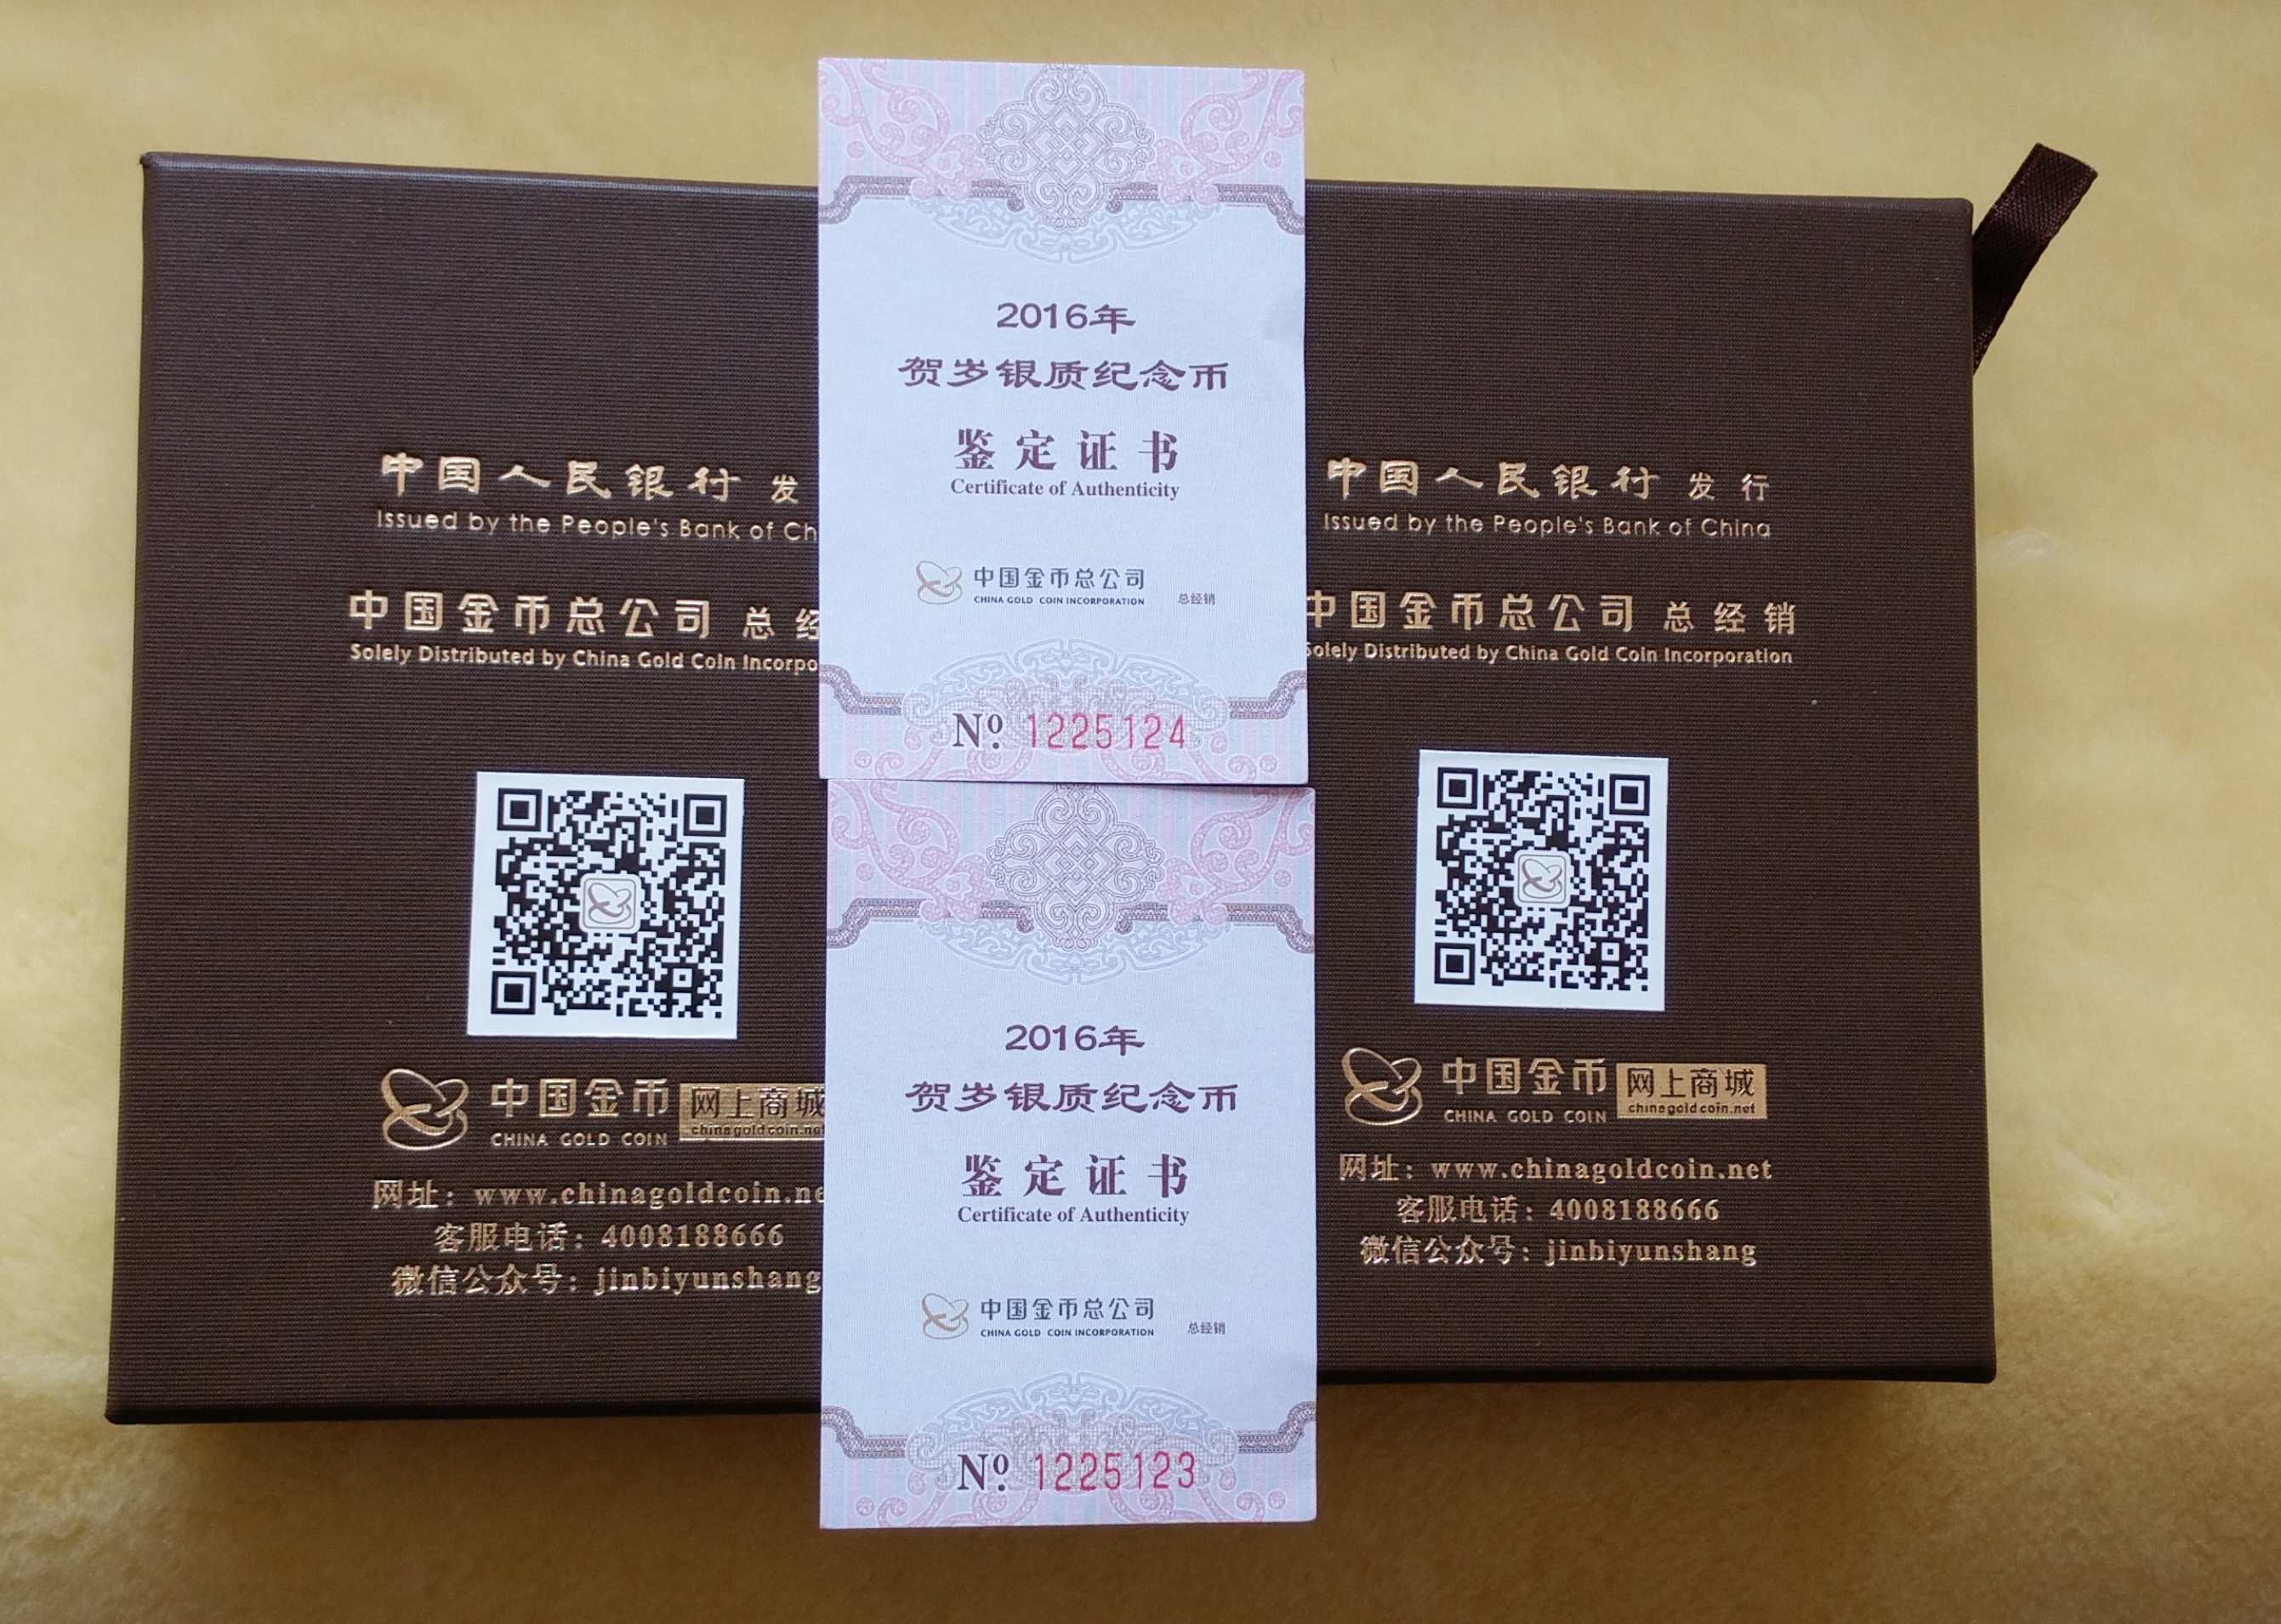 2016年
贺岁银质纪念币
鉴定证书
Certificate of Authenticity
中国金币总公司
CHINA GOLD COIN INCORPORATION
总经销
Nº 1225124
2016年
贺岁银质纪念币
鉴定证书
Certificate of Authenticity
中国金币总公司
CHINA GOLD COIN INCORPORATION
总经销
Nº 1225123
中国人民银行 发
Issued by the People's Bank of Ch
中国金币总公司 总经
Solely Distributed by China Gold Coin Incorpo
中国金币 网上商城
CHINA GOLD COIN chinagoldcoin.ne
网址：www.chinagoldcoin.ne
客服电话：4008188666
微信公众号：jinbiyunshang
中国人民银行 发行
Issued by the People's Bank of China
中国金币总公司 总经销
Solely Distributed by China Gold Coin Incorporation
中国金币 网上商城
CHINA GOLD COIN chinagoldcoin.net
网址：www.chinagoldcoin.net
客服电话：4008188666
微信公众号：jinbiyunshang